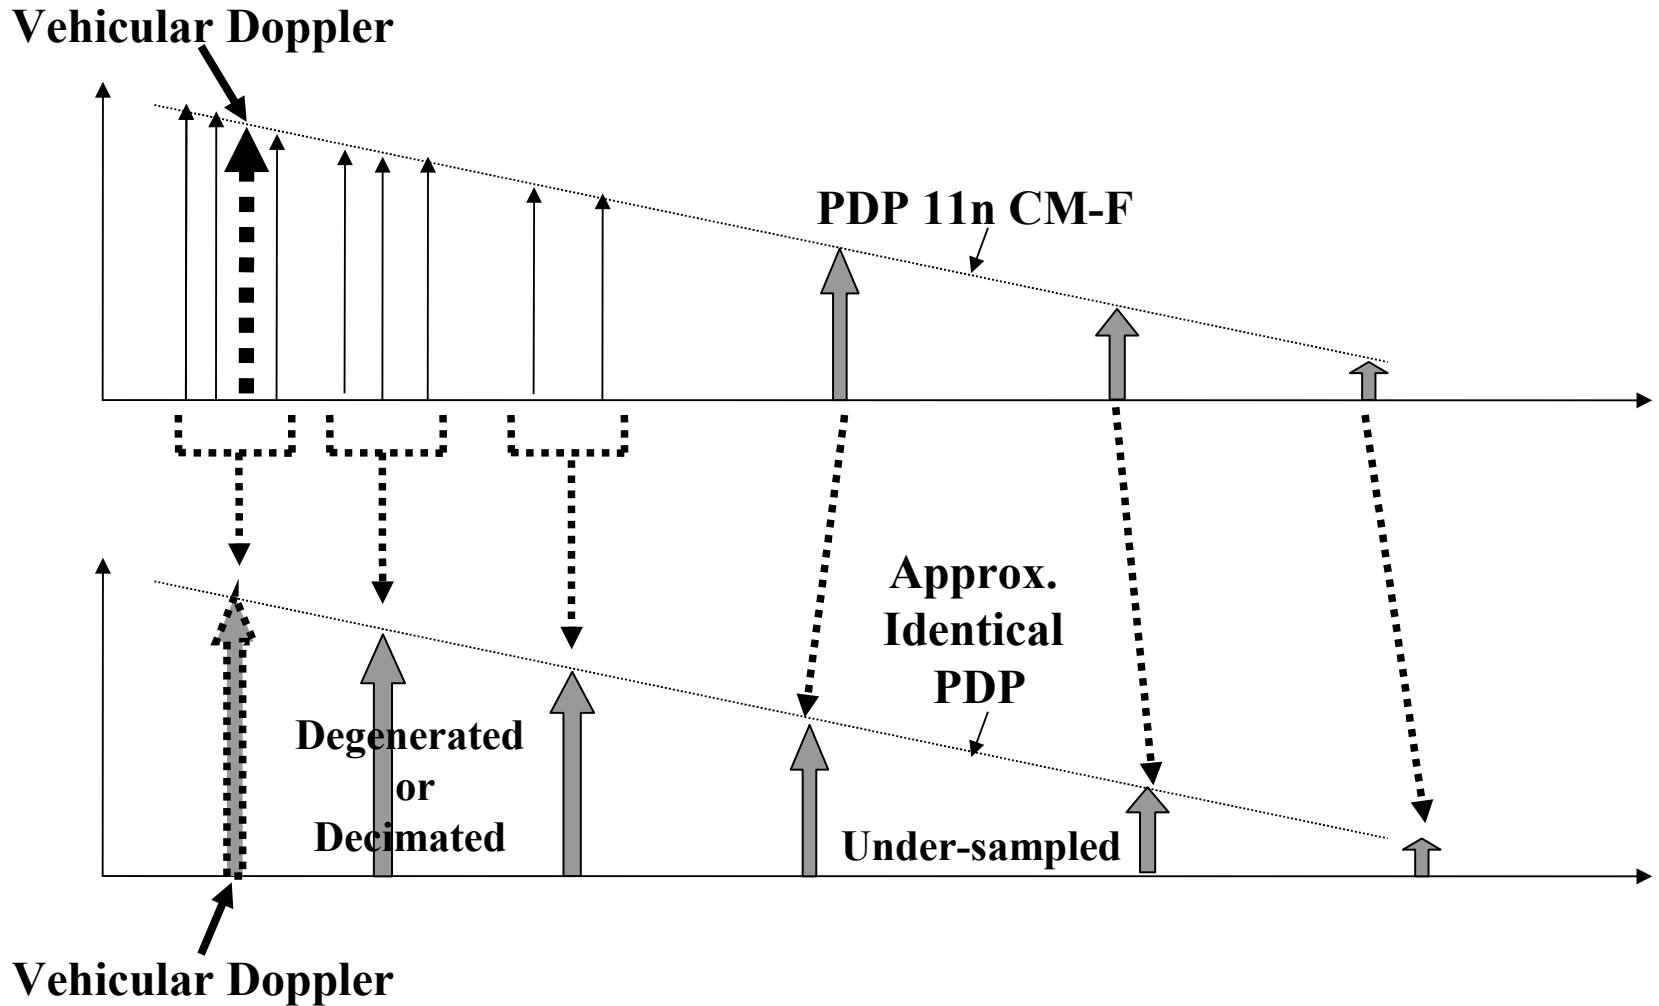 Vehicular Doppler
PDP 11n CM-F
Approx.
Identical
PDP
Degenerated
or
Decimated
Under-sampled
Vehicular Doppler